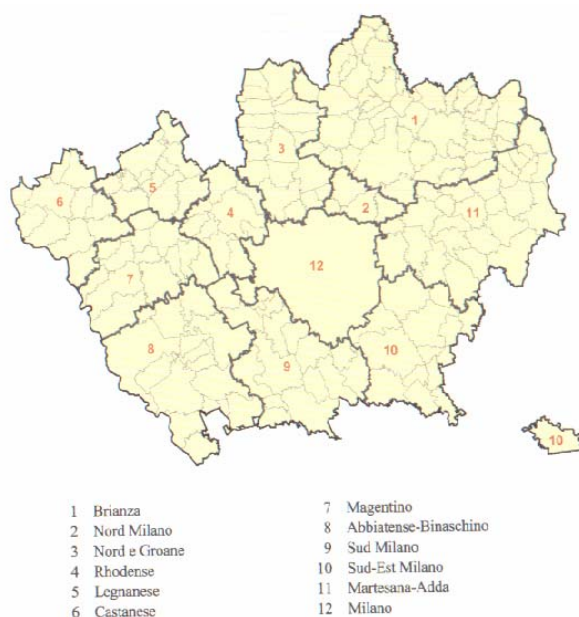 1
3
5
6
2
4
11
12
7
8
9
10
10
1 Brianza
2 Nord Milano
3 Nord e Groane
4 Rhodense
5 Legnanese
6 Castanese
7 Magentino
8 Abbiatense-Binaschino
9 Sud Milano
10 Sud-Est Milano
11 Martesana-Adda
12 Milano